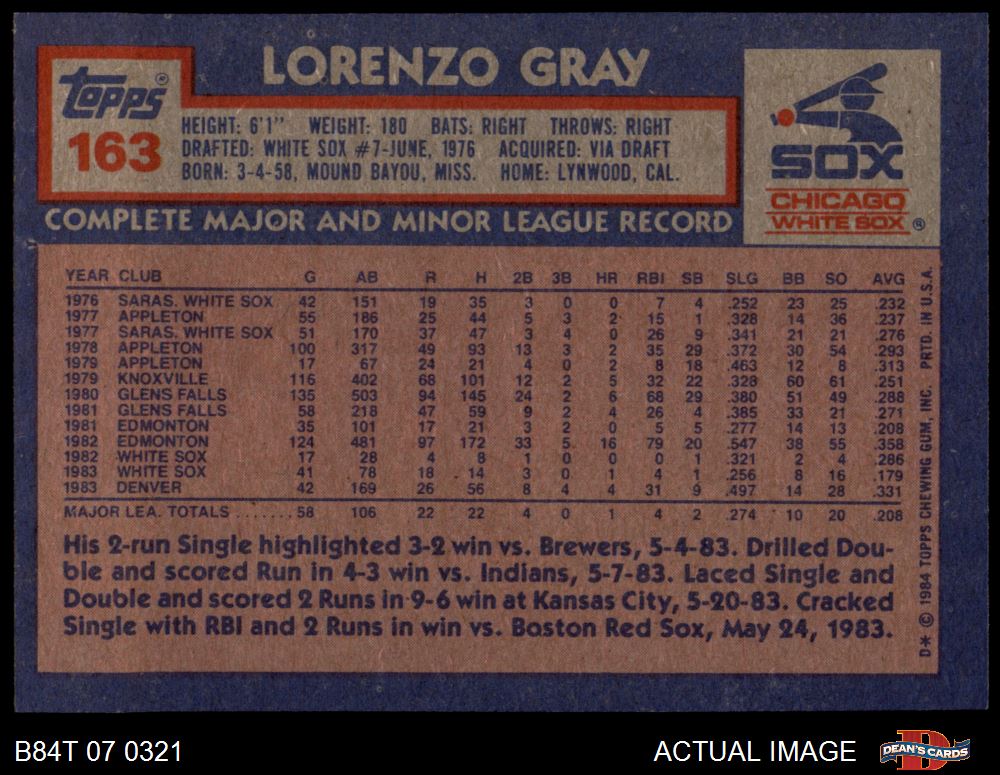 LORENZO GRAY
Topps®
163
HEIGHT: 6'1" WEIGHT: 180 BATS: RIGHT THROWS: RIGHT
DRAFTED: WHITE SOX #7-JUNE, 1976 ACQUIRED: VIA DRAFT
BORN: 3-4-58, MOUND BAYOU, MISS. HOME: LYNWOOD, CAL.
SOX
CHICAGO
WHITE SOX ®
COMPLETE MAJOR AND MINOR LEAGUE RECORD
YEAR CLUB G AB R H 2B 3B HR RBI SB SLG BB SO AVG
1976 SARAS. WHITE SOX 42 151 19 35 3 0 0 7 4 .252 23 25 .232
1977 APPLETON 55 186 25 44 5 3 2 15 1 .328 14 36 .237
1977 SARAS. WHITE SOX 51 170 37 47 3 4 0 26 9 .341 21 21 .276
1978 APPLETON 100 317 49 93 13 3 2 35 29 .372 30 54 .293
1979 APPLETON 17 67 24 21 4 0 2 8 18 .463 12 8 .313
1979 KNOXVILLE 116 402 68 101 12 2 5 32 22 .328 60 61 .251
1980 GLENS FALLS 135 503 94 145 24 2 6 68 29 .380 51 49 .288
1981 GLENS FALLS 58 218 47 59 9 2 4 26 4 .385 33 21 .271
1981 EDMONTON 35 101 17 21 3 2 0 5 5 .277 14 13 .208
1982 EDMONTON 124 481 97 172 33 5 16 79 20 .547 38 55 .358
1982 WHITE SOX 17 28 4 8 1 0 0 0 1 .321 2 4 .286
1983 WHITE SOX 41 78 18 14 3 0 1 4 1 .256 8 16 .179
1983 DENVER 42 169 26 56 8 4 4 31 9 .497 14 28 .331
MAJOR LEA. TOTALS .......58 106 22 22 4 0 1 4 2 .274 10 20 .208
His 2-run Single highlighted 3-2 win vs. Brewers, 5-4-83. Drilled Dou-
ble and scored Run in 4-3 win vs. Indians, 5-7-83. Laced Single and
Double and scored 2 Runs in 9-6 win at Kansas City, 5-20-83. Cracked
Single with RBI and 2 Runs in win vs. Boston Red Sox, May 24, 1983.
D* © 1984 TOPPS CHEWING GUM, INC. PRTD. IN U.S.A.
B84T 07 0321
ACTUAL IMAGE
D
DEAN'S CARDS